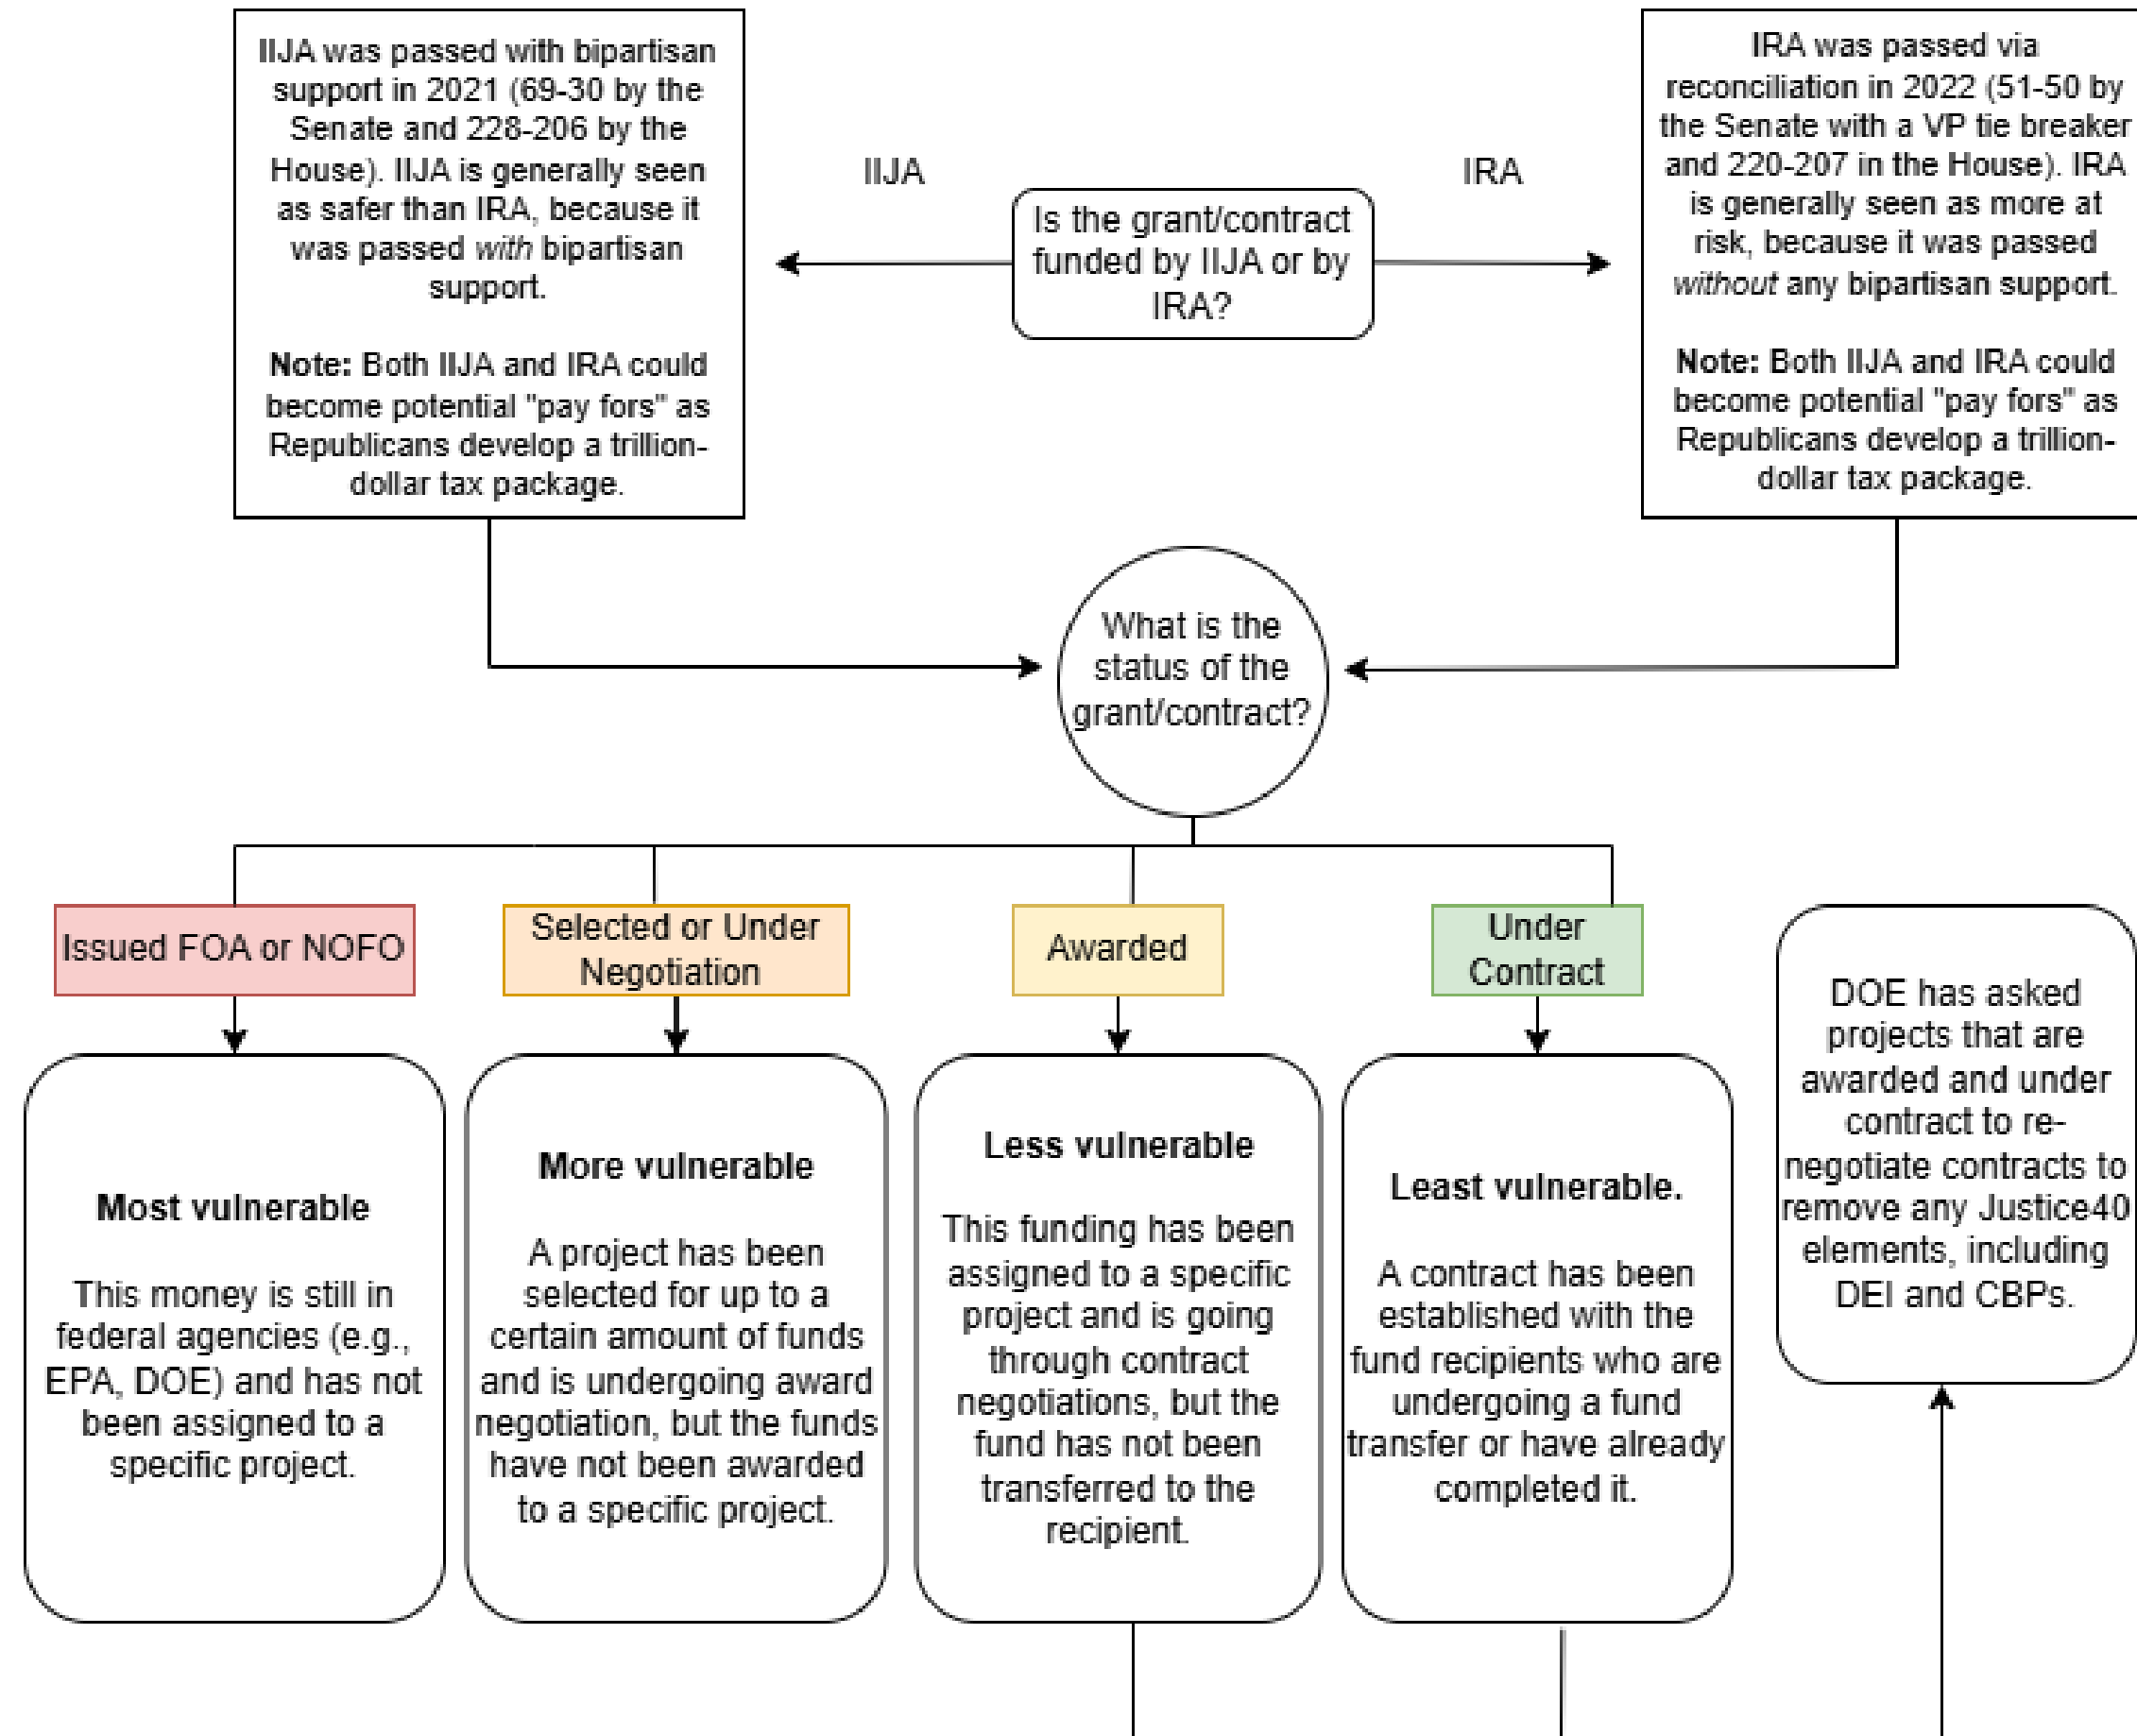 IIJA was passed with bipartisan
support in 2021 (69-30 by the
Senate and 228-206 by the
House). IIJA is generally seen
as safer than IRA, because it
was passed with bipartisan
support.
Note: Both IIJA and IRA could
become potential "pay fors" as
Republicans develop a trillion-
dollar tax package.
IIJA
Is the grant/contract
funded by IIJA or by
IRA?
IRA
IRA was passed via
reconciliation in 2022 (51-50 by
the Senate with a VP tie breaker
and 220-207 in the House). IRA
is generally seen as more at
risk, because it was passed
without any bipartisan support.
Note: Both IIJA and IRA could
become potential "pay fors" as
Republicans develop a trillion-
dollar tax package.
What is the
status of the
grant/contract?
Issued FOA or NOFO
Selected or Under
Negotiation
Awarded
Under
Contract
Most vulnerable
This money is still in
federal agencies (e.g.,
EPA, DOE) and has not
been assigned to a
specific project.
More vulnerable
A project has been
selected for up to a
certain amount of funds
and is undergoing award
negotiation, but the funds
have not been awarded
to a specific project.
Less vulnerable
This funding has been
assigned to a specific
project and is going
through contract
negotiations, but the
fund has not been
transferred to the
recipient.
Least vulnerable.
A contract has been
established with the
fund recipients who are
undergoing a fund
transfer or have already
completed it.
DOE has asked
projects that are
awarded and under
contract to re-
negotiate contracts to
remove any Justice40
elements, including
DEI and CBPs.